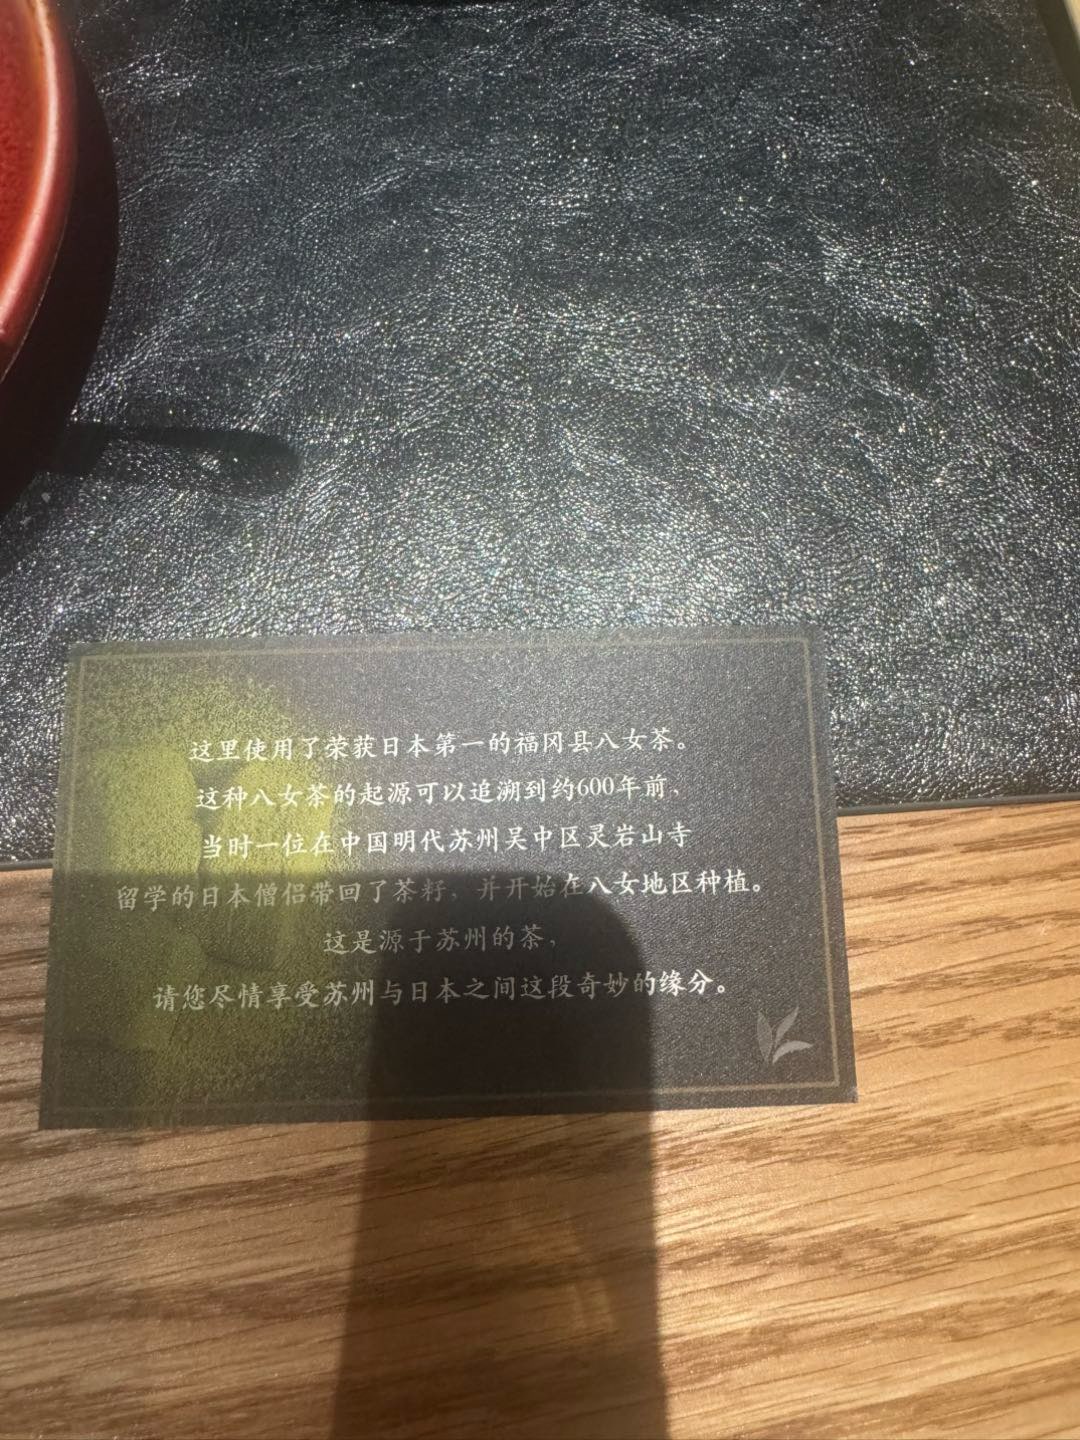 这里使用了荣获日本第一的福冈县八女茶。
这种八女茶的起源可以追溯到约600年前，
当时一位在中国明代苏州吴中区灵岩山寺
留学的日本僧侣带回了茶籽，并开始在八女地区种植。
这是源于苏州的茶，
请您尽情享受苏州与日本之间这段奇妙的缘分。